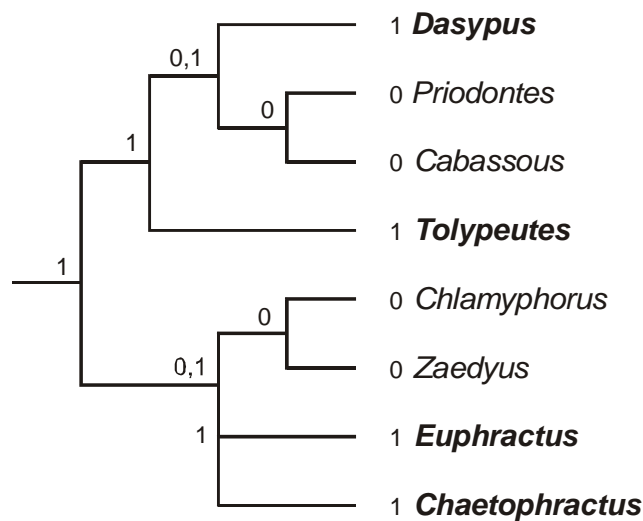 1 Dasypus
0,1
0 Priodontes
0
1
0 Cabassous
1 Tolypeutes
1
0 Chlamyphorus
0
0,1
0 Zaedyus
1
1 Euphractus
1 Chaetophractus